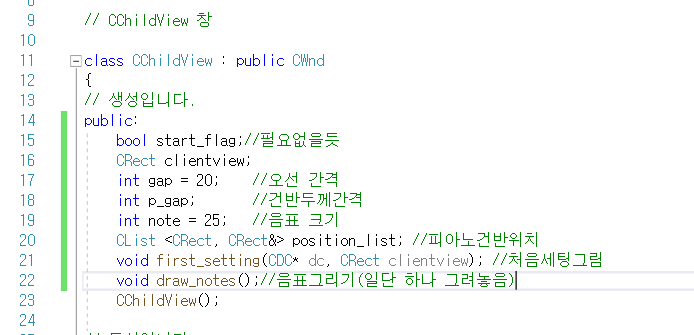 9 // CChildView 창
10
11 class CChildView : public CWnd
12 {
13 // 생성입니다.
14 public:
15 bool start_flag;//필요없을듯
16 CRect clientview;
17 int gap = 20; //오선 간격
18 int p_gap; //건반두께간격
19 int note = 25; //음표 크기
20 CList <CRect, CRect&> position_list; //피아노건반위치
21 void first_setting(CDC* dc, CRect clientview); //처음세팅그림
22 void draw_notes();//음표그리기(일단 하나 그려놓음)
23 CChildView();
24